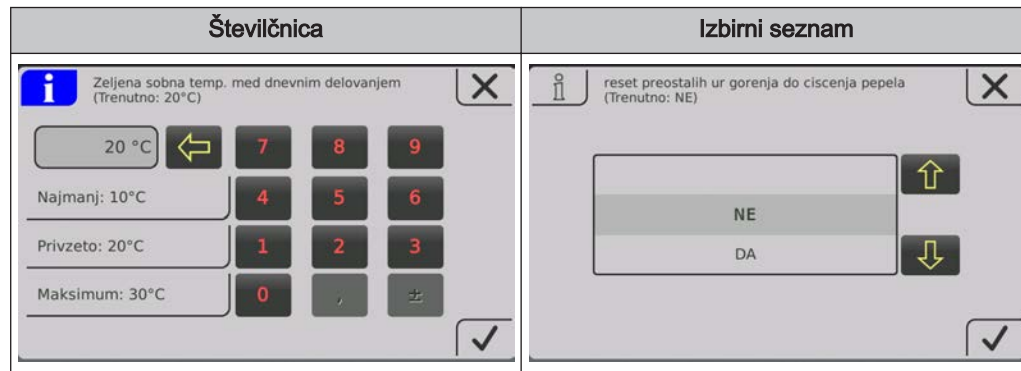 Številčnica
Izbirni seznam
i
Zeljena sobna temp. med dnevnim delovanjem
(Trenutno: 20°C)
20 °C
7 8 9
Najmanj: 10°C
4 5 6
Privzeto: 20°C
1 2 3
Maksimum: 30°C
0 , ±
i
reset preostalih ur gorenja do ciscenja pepela
(Trenutno: NE)
NE
DA